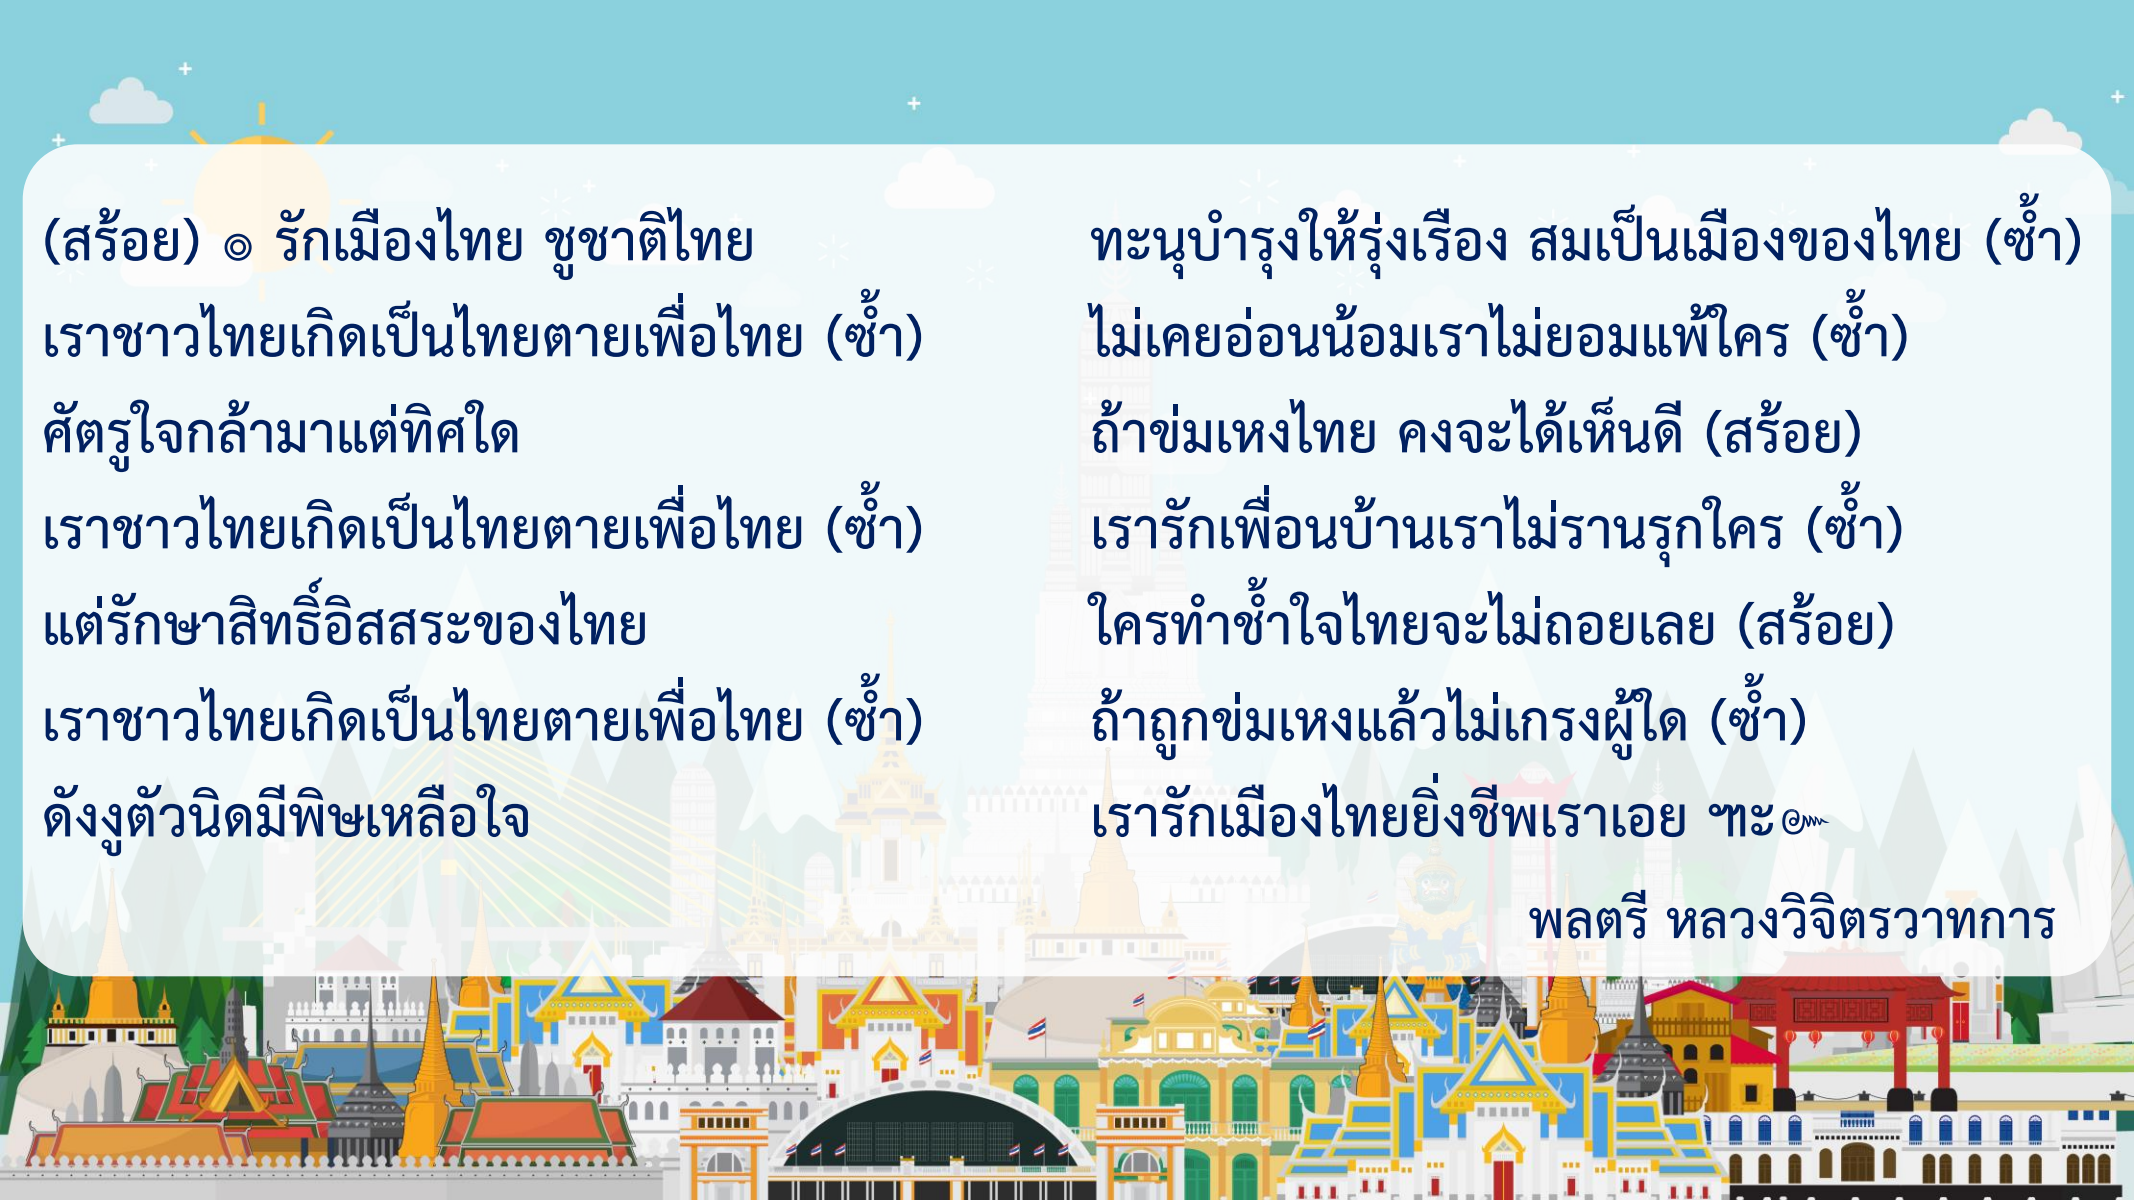 (สร้อย) ๏ รักเมืองไทย ชูชาติไทย ทะนุบำรุงให้รุ่งเรือง สมเป็นเมืองของไทย (ซ้ำ)
เราชาวไทยเกิดเป็นไทยตายเพื่อไทย (ซ้ำ) ไม่เคยอ่อนน้อมเราไม่ยอมแพ้ใคร (ซ้ำ)
ศัตรูใจกล้ามาแต่ทิศใด ถ้าข่มเหงไทย คงจะได้เห็นดี (สร้อย)
เราชาวไทยเกิดเป็นไทยตายเพื่อไทย (ซ้ำ) เรารักเพื่อนบ้านเราไม่รานรุกใคร (ซ้ำ)
แต่รักษาสิทธิ์อิสสระของไทย ใครทำช้ำใจไทยจะไม่ถอยเลย (สร้อย)
เราชาวไทยเกิดเป็นไทยตายเพื่อไทย (ซ้ำ) ถ้าถูกข่มเหงแล้วไม่เกรงผู้ใด (ซ้ำ)
ดังงูตัวนิดมีพิษเหลือใจ เรารักเมืองไทยยิ่งชีพเราเอย ฯะ๛
พลตรี หลวงวิจิตรวาทการ